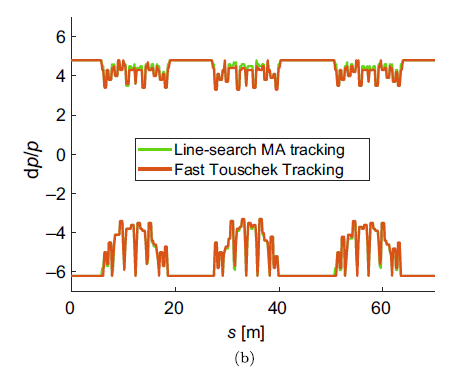 6
4
2
0
−2
−4
−6
dp/p
Line-search MA tracking
Fast Touschek Tracking
0
20
40
60
s [m]
(b)